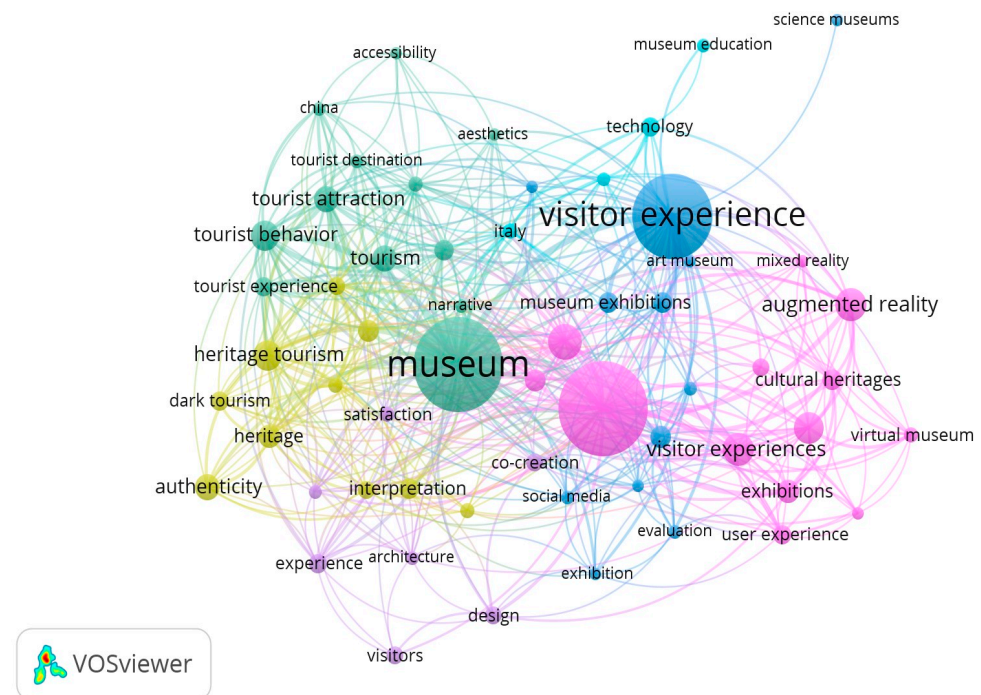 science museums
museum education
accessibility
china
technology
aesthetics
tourist destination
tourist attraction
visitor experience
tourist behavior
italy
tourism
art museum
mixed reality
tourist experience
narrative
museum exhibitions
augmented reality
heritage tourism
museum
cultural heritages
dark tourism
satisfaction
heritage
virtual museum
visitor experiences
co-creation
authenticity
interpretation
social media
exhibitions
evaluation
user experience
experience
architecture
exhibition
design
visitors
VOSviewer